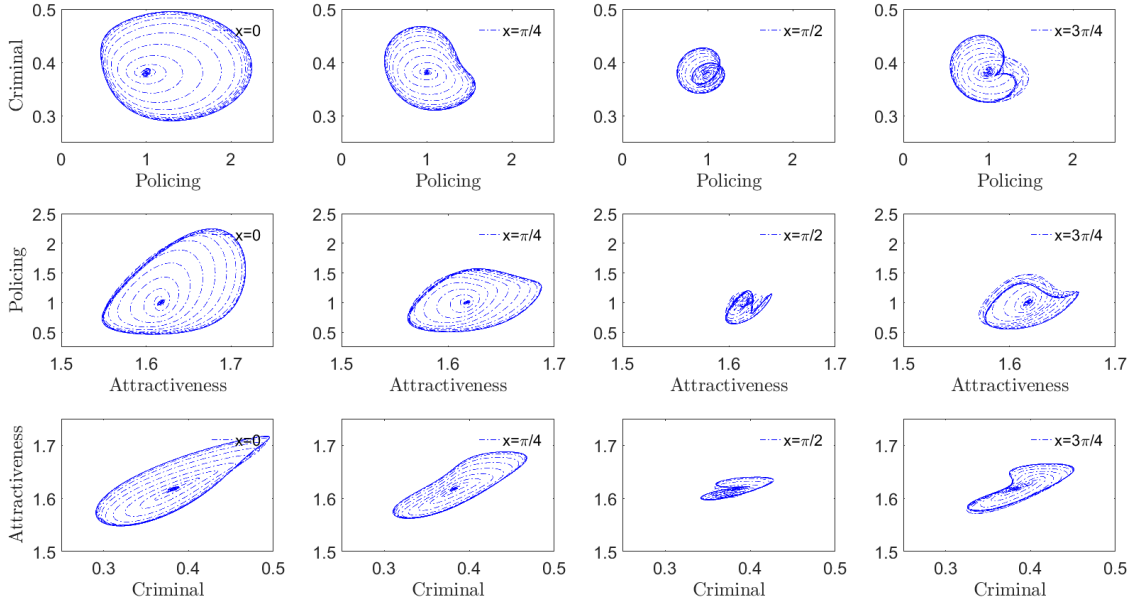 Criminal
0.5
0.4
0.3
x=0
0 1 2
Policing
0.5
0.4
0.3
x=π/4
0 1 2
Policing
0.5
0.4
0.3
x=π/2
0 1 2
Policing
0.5
0.4
0.3
x=3π/4
0 1 2
Policing
Policing
2.5
2
1.5
1
0.5
x=0
1.5 1.6 1.7
Attractiveness
2.5
2
1.5
1
0.5
x=π/4
1.5 1.6 1.7
Attractiveness
2.5
2
1.5
1
0.5
x=π/2
1.5 1.6 1.7
Attractiveness
2.5
2
1.5
1
0.5
x=3π/4
1.5 1.6 1.7
Attractiveness
Attractiveness
1.7
1.6
1.5
x=0
0.3 0.4 0.5
Criminal
1.7
1.6
1.5
x=π/4
0.3 0.4 0.5
Criminal
1.7
1.6
1.5
x=π/2
0.3 0.4 0.5
Criminal
1.7
1.6
1.5
x=3π/4
0.3 0.4 0.5
Criminal